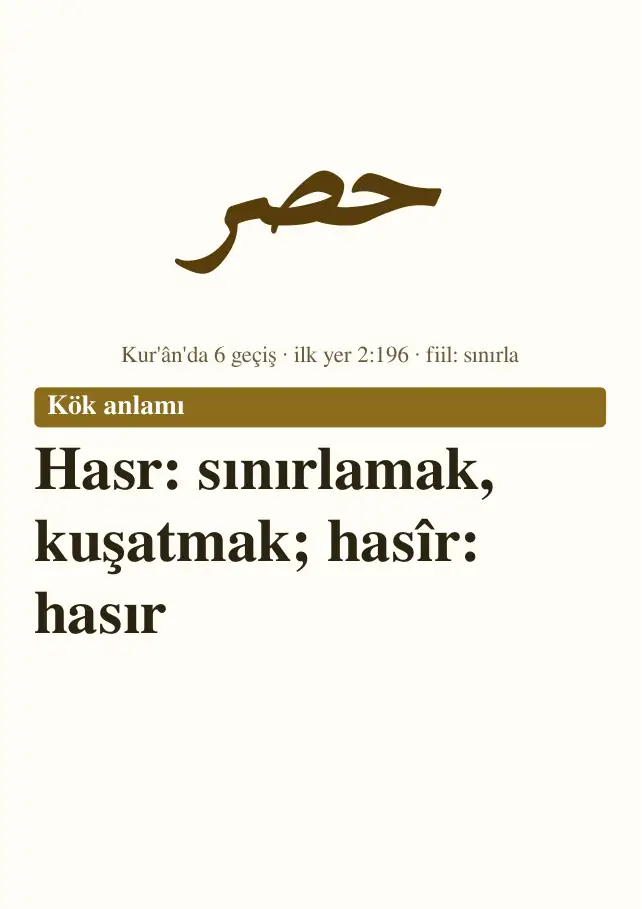 حصر
Kur'ân'da 6 geçiş · ilk yer 2:196 · fiil: sınırla
Kök anlamı
Hasr: sınırlamak,
kuşatmak; hasîr:
hasır